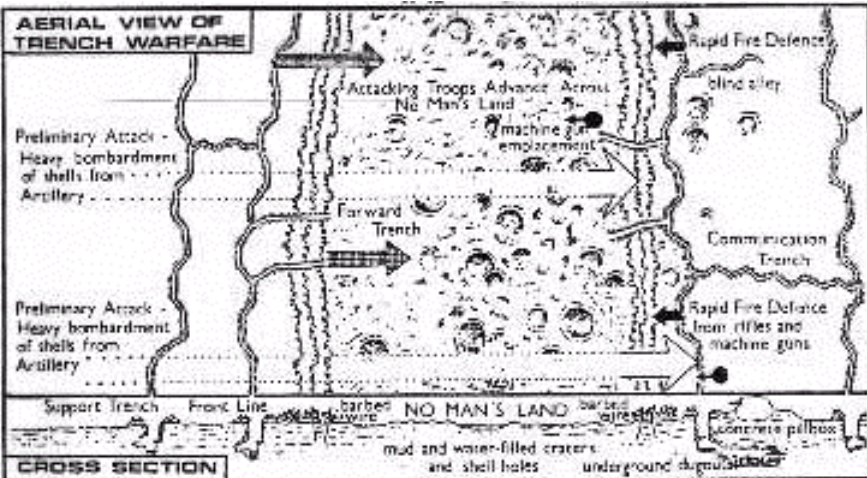 AERIAL VIEW OF
TRENCH WARFARE
Rapid Fire Defence
Attacking Troops Advance Across
No Man's Land
blind alley
machine gun
emplacement
Preliminary Attack -
Heavy bombardment
of shells from
Artillery
Forward
Trench
Communication
Trench
Preliminary Attack -
Heavy bombardment
of shells from
Artillery
Rapid Fire Defence
from rifles and
machine guns
Support Trench
Front Line
barbed
wire
NO MAN'S LAND
barbed
wire
concrete pillbox
mud and water-filled craters
and shell holes
underground dugouts
CROSS SECTION